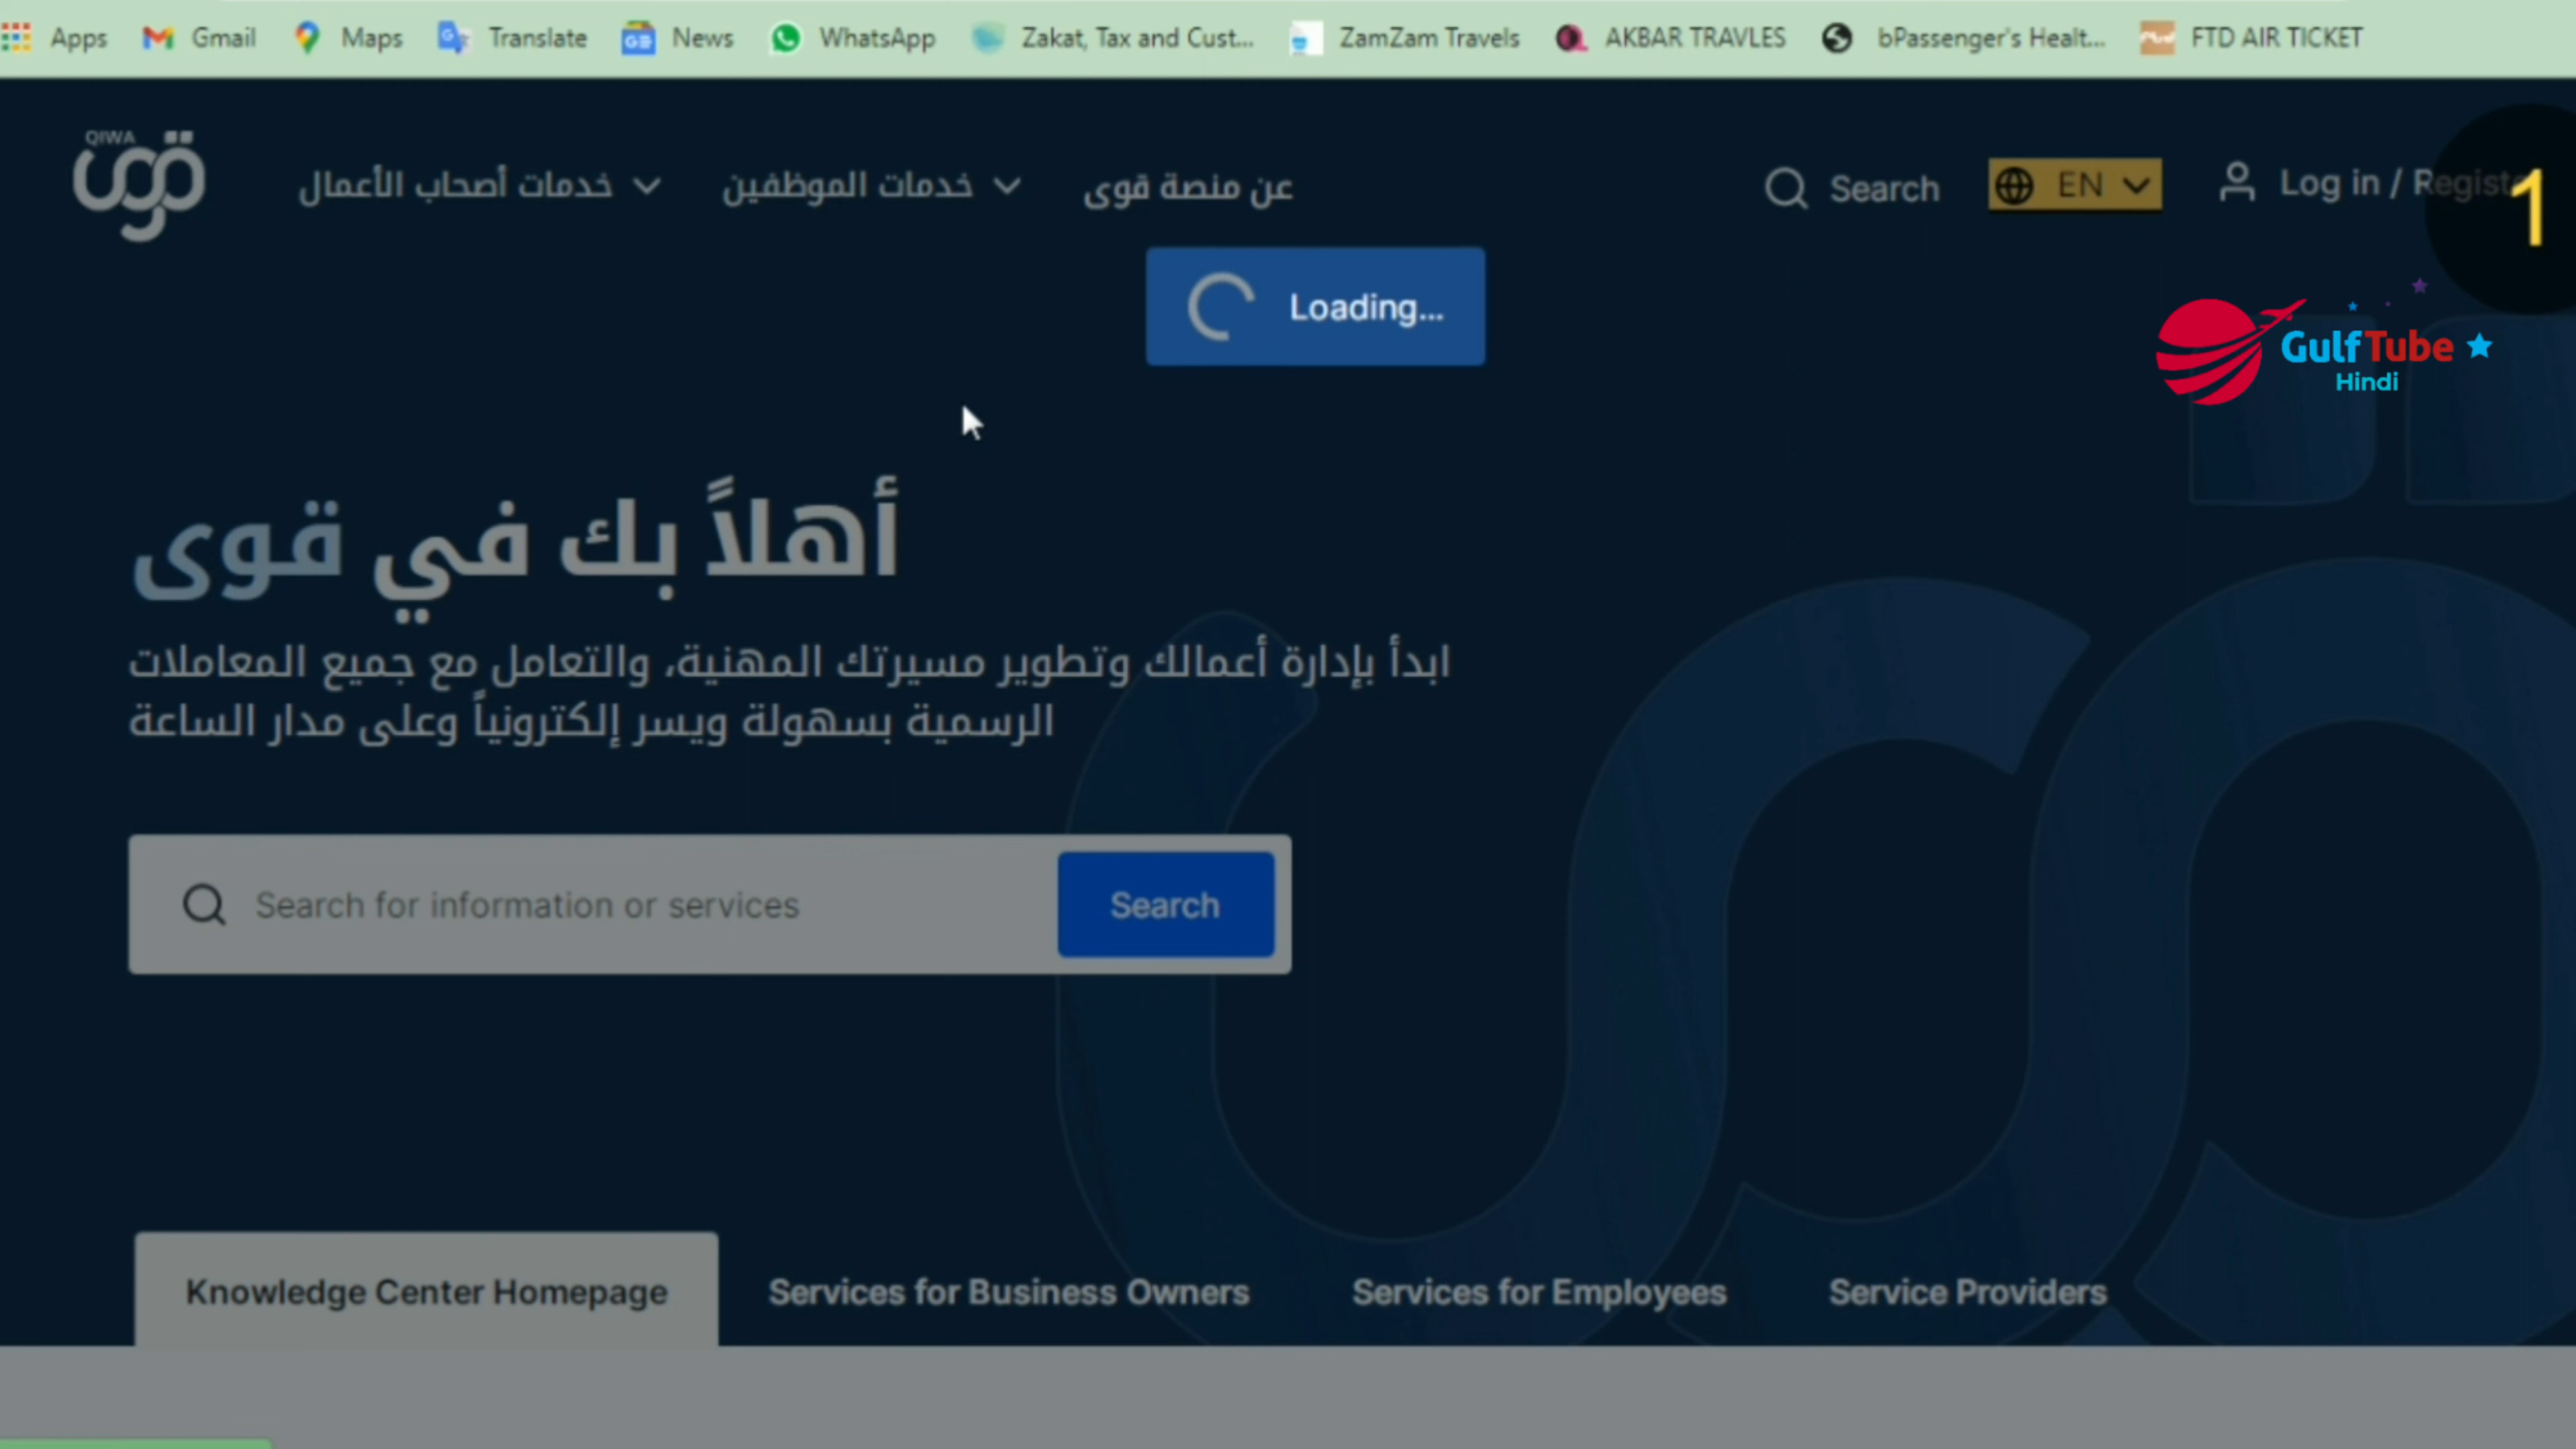 Apps Gmail Maps Translate News WhatsApp Zakat, Tax and Cust... ZamZam Travels AKBAR TRAVLES bPassenger's Healt... FTD AIR TICKET
QIWA
قوى
خدمات أصحاب الأعمال خدمات الموظفين عن منصة قوى Search EN Log in / Registe
1
Loading...
GulfTube
Hindi
أهلاً بك في قوى
ابدأ بإدارة أعمالك وتطوير مسيرتك المهنية، والتعامل مع جميع المعاملات
الرسمية بسهولة ويسر إلكترونياً وعلى مدار الساعة
Search for information or services Search
Knowledge Center Homepage Services for Business Owners Services for Employees Service Providers